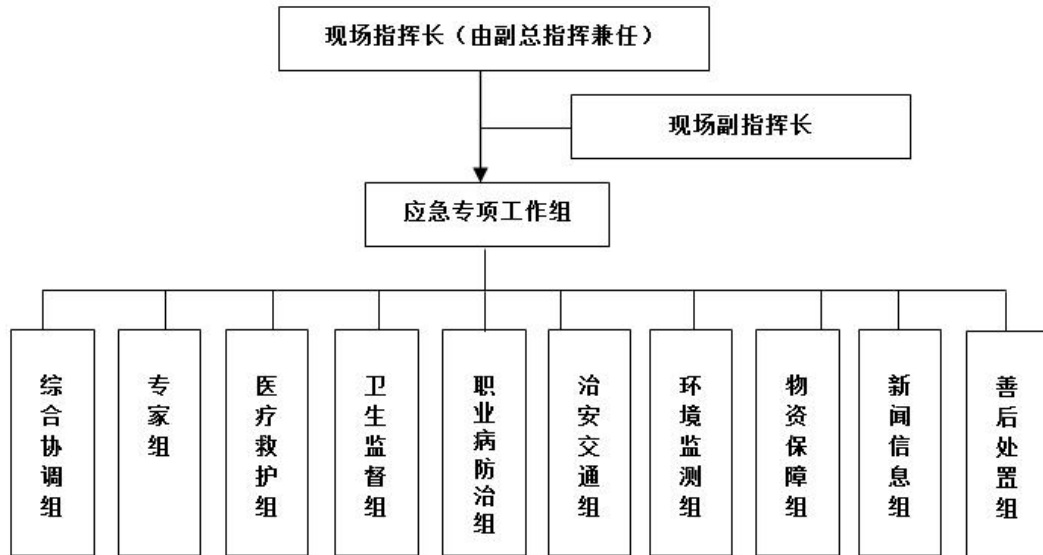 现场指挥长（由副总指挥兼任）
现场副指挥长
应急专项工作组
综合协调组
专家组
医疗救护组
卫生监督组
职业病防治组
治安交通组
环境监测组
物资保障组
新闻信息组
善后处置组